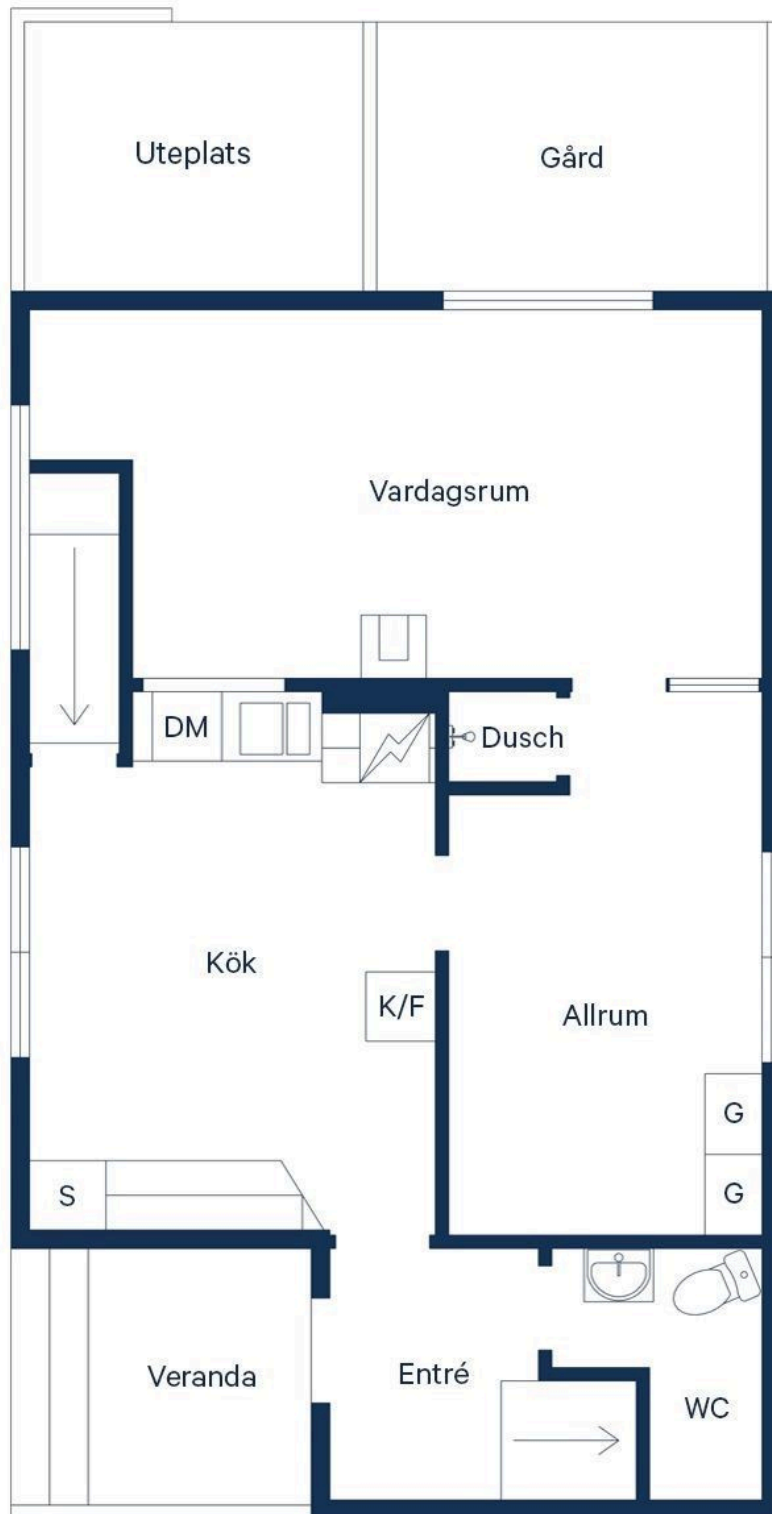 Uteplats
Gård
Vardagsrum
DM
Dusch
Kök
K/F
Allrum
G
S
G
Veranda
Entré
WC